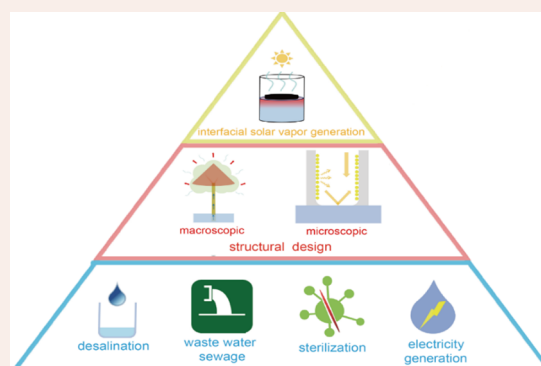 interfacial solar vapor generation
macroscopic
microscopic
structural design
desalination
waste water
sewage
sterilization
electricity
generation